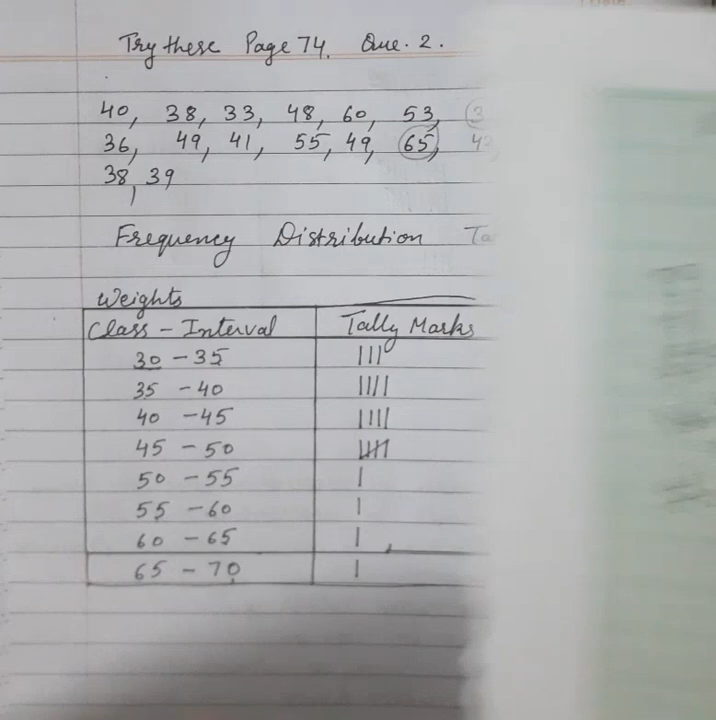 Try these Page 74. Que. 2.
40, 38, 33, 48, 60, 53,
36, 49, 41, 55, 49, 65,
38, 39
Frequency Distribution
Weights
Class - Interval Tally Marks
30 - 35 |||
35 - 40 ||||
40 - 45 ||||
45 - 50 ||||
50 - 55 |
55 - 60 |
60 - 65 |
65 - 70 |